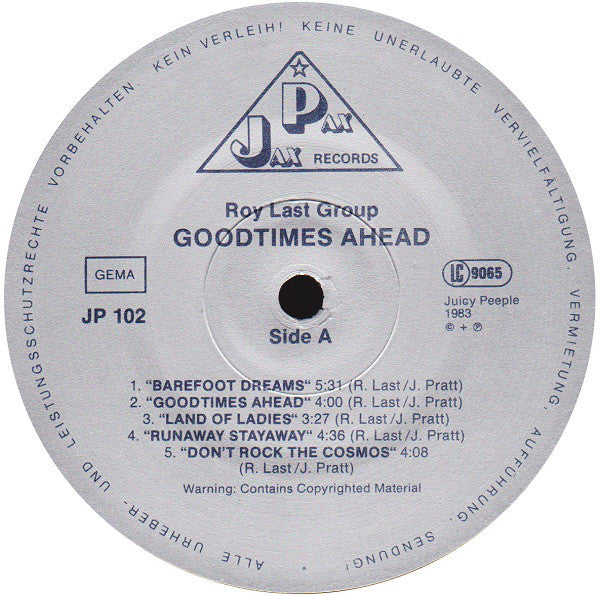 ALLE URHEBER- UND LEISTUNGSSCHUTZRECHTE VORBEHALTEN. KEIN VERLEIH! KEINE UNERLAUBTE VERVIELFÄLTIGUNG, VERMIETUNG, AUFFÜHRUNG, SENDUNG!
PAX
JAX RECORDS
Roy Last Group
GOODTIMES AHEAD
GEMA
LC 9065
JP 102
Juicy Peeple
1983
© + ℗
Side A
1. "BAREFOOT DREAMS" 5:31 (R. Last/J. Pratt)
2. "GOODTIMES AHEAD" 4:00 (R. Last/J. Pratt)
3. "LAND OF LADIES" 3:27 (R. Last/J. Pratt)
4. "RUNAWAY STAYAWAY" 4:36 (R. Last/J. Pratt)
5. "DON'T ROCK THE COSMOS" 4:08
(R. Last/J. Pratt)
Warning: Contains Copyrighted Material